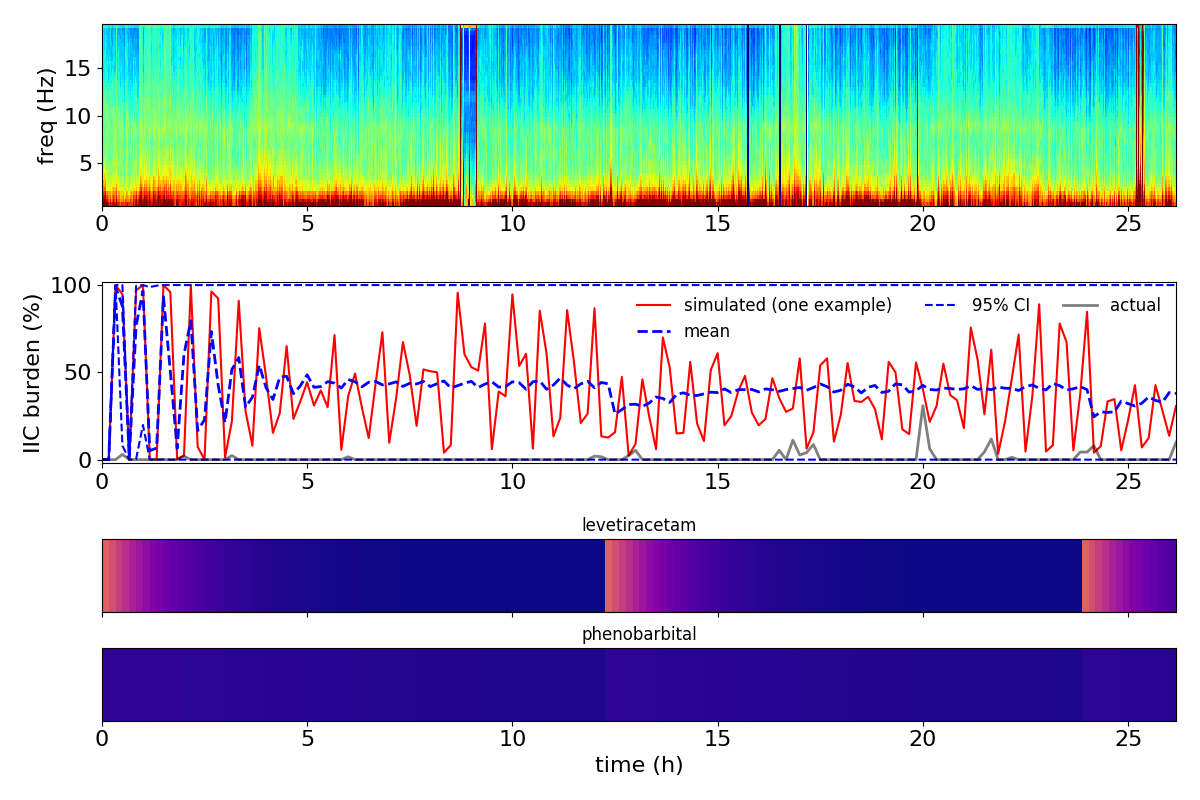 freq (Hz)
15
10
5
0 5 10 15 20 25
IIC burden (%)
100
50
0
simulated (one example)
mean
95% CI
actual
0 5 10 15 20 25
levetiracetam
phenobarbital
0 5 10 15 20 25
time (h)